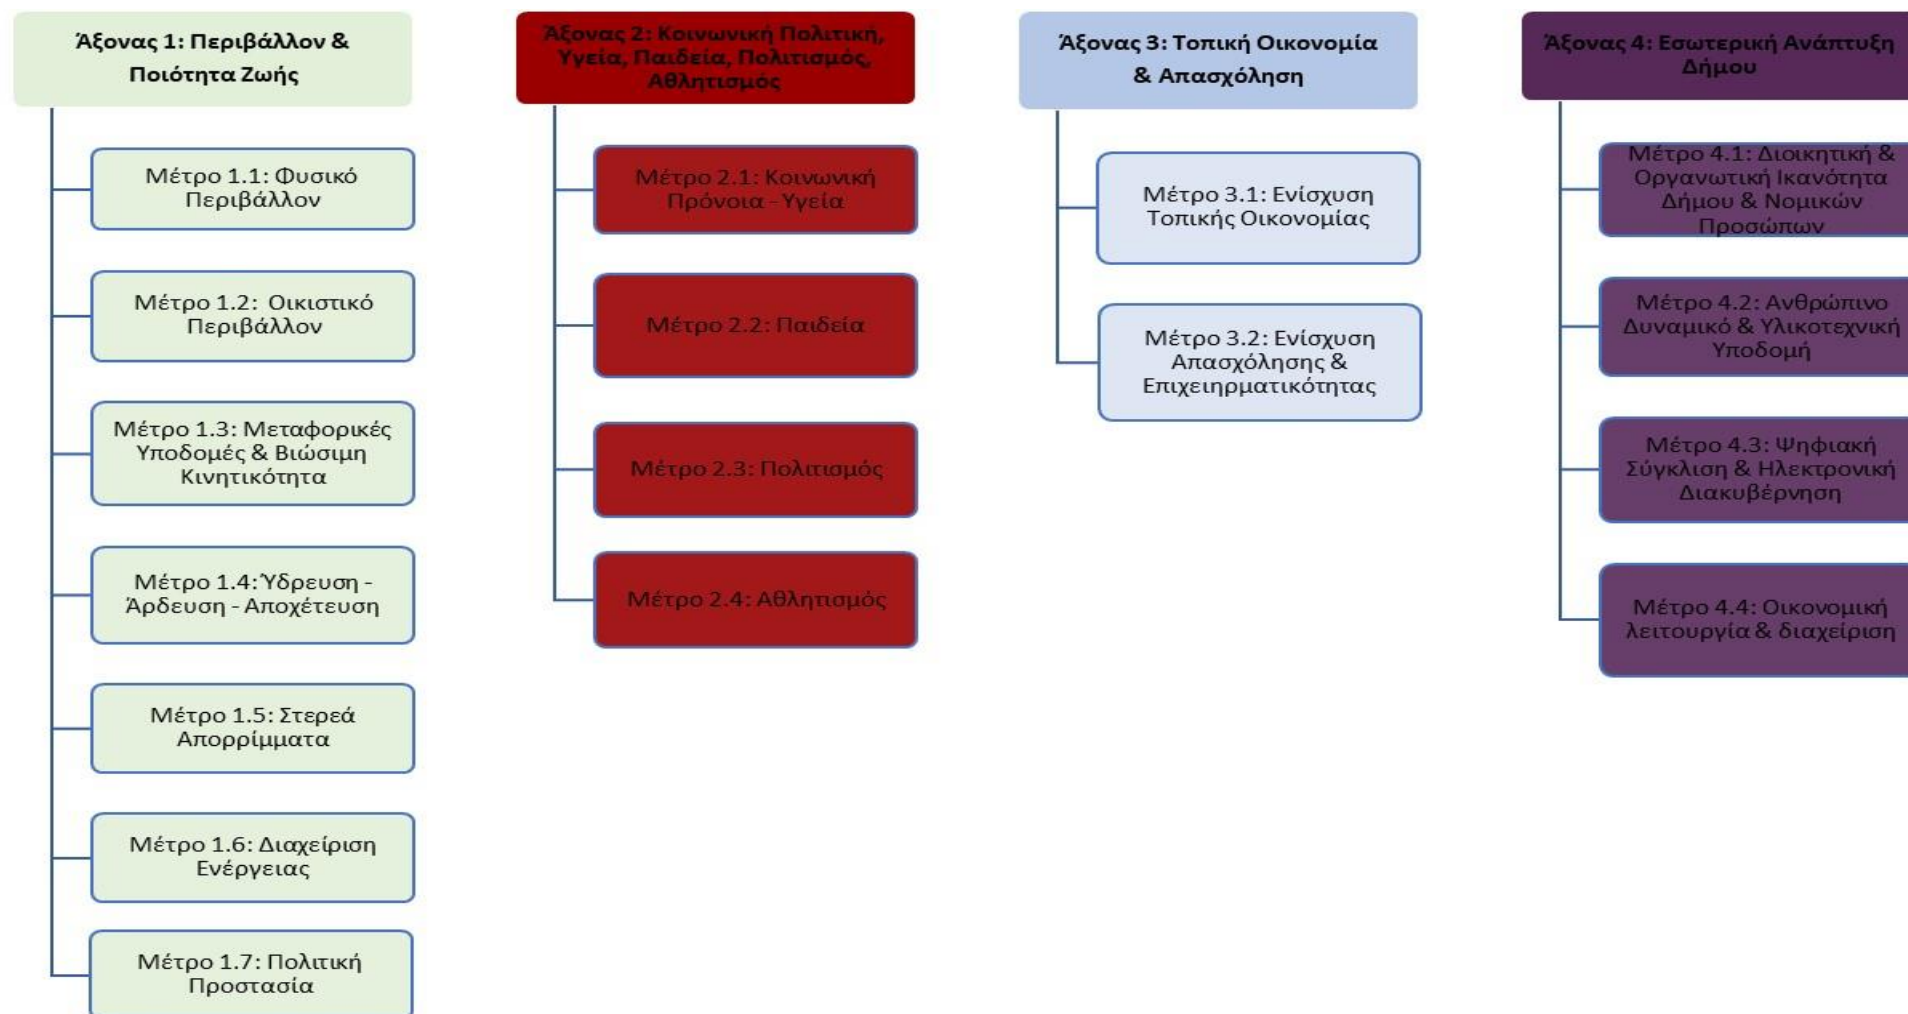 Άξονας 1: Περιβάλλον &
Ποιότητα Ζωής
Μέτρο 1.1: Φυσικό
Περιβάλλον
Μέτρο 1.2: Οικιστικό
Περιβάλλον
Μέτρο 1.3: Μεταφορικές
Υποδομές & Βιώσιμη
Κινητικότητα
Μέτρο 1.4: Ύδρευση -
Άρδευση - Αποχέτευση
Μέτρο 1.5: Στερεά
Απορρίμματα
Μέτρο 1.6: Διαχείριση
Ενέργειας
Μέτρο 1.7: Πολιτική
Προστασία
Άξονας 2: Κοινωνική Πολιτική,
Υγεία, Παιδεία, Πολιτισμός,
Αθλητισμός
Μέτρο 2.1: Κοινωνική
Πρόνοια - Υγεία
Μέτρο 2.2: Παιδεία
Μέτρο 2.3: Πολιτισμός
Μέτρο 2.4: Αθλητισμός
Άξονας 3: Τοπική Οικονομία
& Απασχόληση
Μέτρο 3.1: Ενίσχυση
Τοπικής Οικονομίας
Μέτρο 3.2: Ενίσχυση
Απασχόλησης &
Επιχειηρματικότητας
Άξονας 4: Εσωτερική Ανάπτυξη
Δήμου
Μέτρο 4.1: Διοικητική &
Οργανωτική Ικανότητα
Δήμου & Νομικών
Προσώπων
Μέτρο 4.2: Ανθρώπινο
Δυναμικό & Υλικοτεχνική
Υποδομή
Μέτρο 4.3: Ψηφιακή
Σύγκλιση & Ηλεκτρονική
Διακυβέρνηση
Μέτρο 4.4: Οικονομική
λειτουργία & διαχείριση